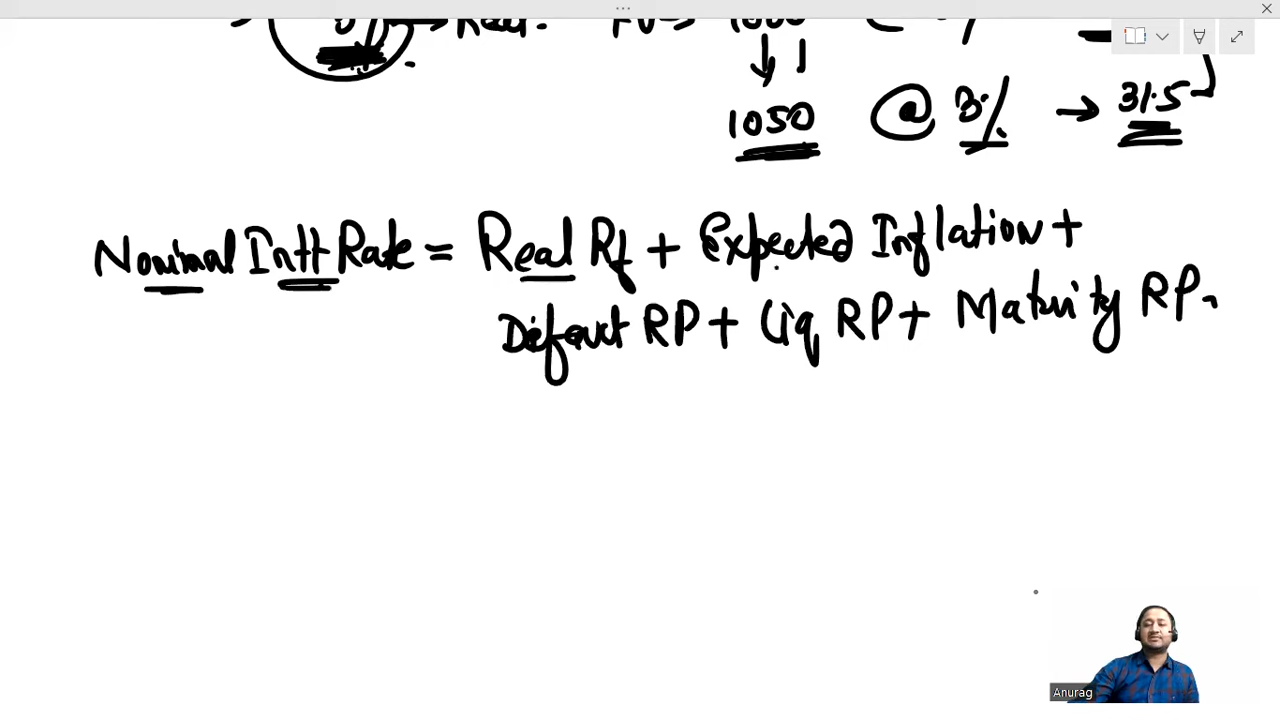 1050 @ 3% → 31.5
Nominal Intt Rate = Real Rf + Expected Inflation +
Default RP + Liq RP + Maturity RP.
Anurag